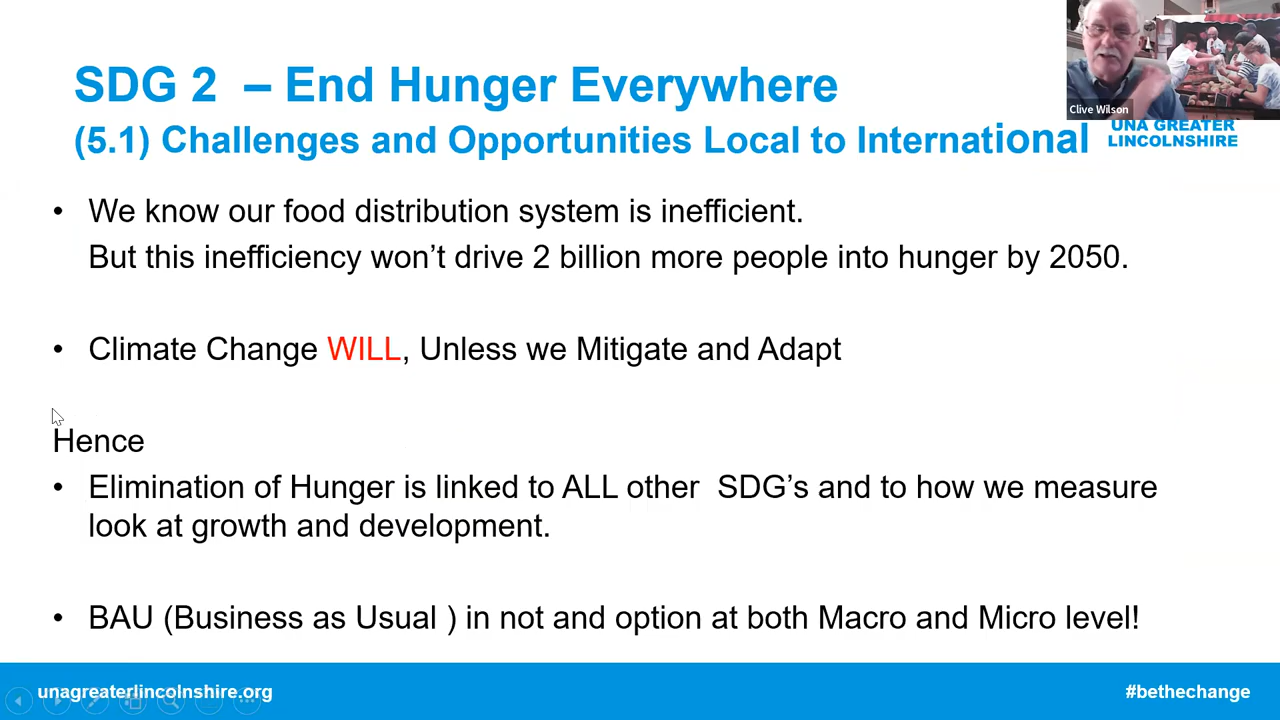 SDG 2 – End Hunger Everywhere
(5.1) Challenges and Opportunities Local to International
Clive Wilson
UNA GREATER
LINCOLNSHIRE
• We know our food distribution system is inefficient.
But this inefficiency won’t drive 2 billion more people into hunger by 2050.
• Climate Change WILL, Unless we Mitigate and Adapt
Hence
• Elimination of Hunger is linked to ALL other SDG’s and to how we measure
look at growth and development.
• BAU (Business as Usual ) in not and option at both Macro and Micro level!
unagreaterlincolnshire.org
#bethechange